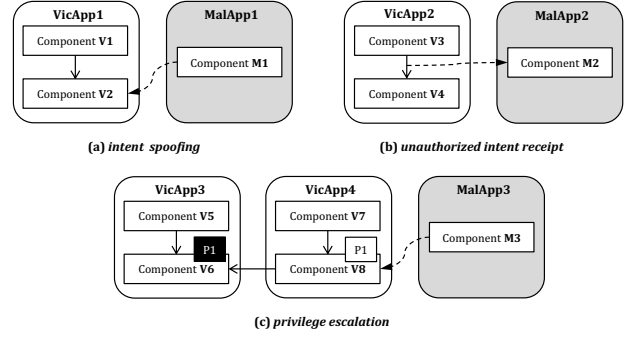 VicApp1
MalApp1
Component V1
Component M1
Component V2
(a) intent spoofing
VicApp2
MalApp2
Component V3
Component M2
Component V4
(b) unauthorized intent receipt
VicApp3
VicApp4
MalApp3
Component V5
Component V7
Component M3
P1
P1
Component V6
Component V8
(c) privilege escalation